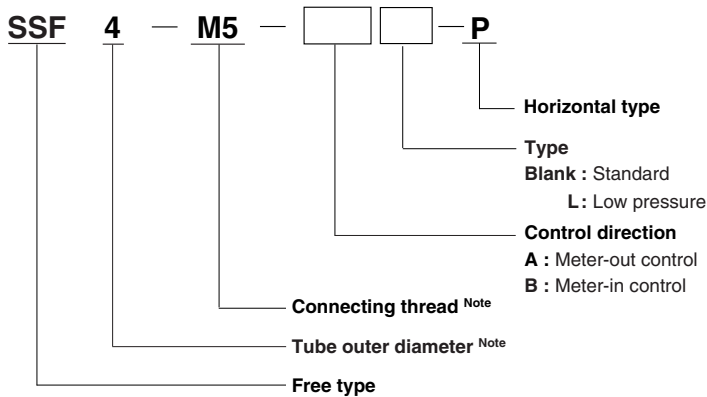 SSF 4 — M5 — — P
Horizontal type
Type
Blank : Standard
L : Low pressure
Control direction
A : Meter-out control
B : Meter-in control
Connecting thread Note
Tube outer diameter Note
Free type